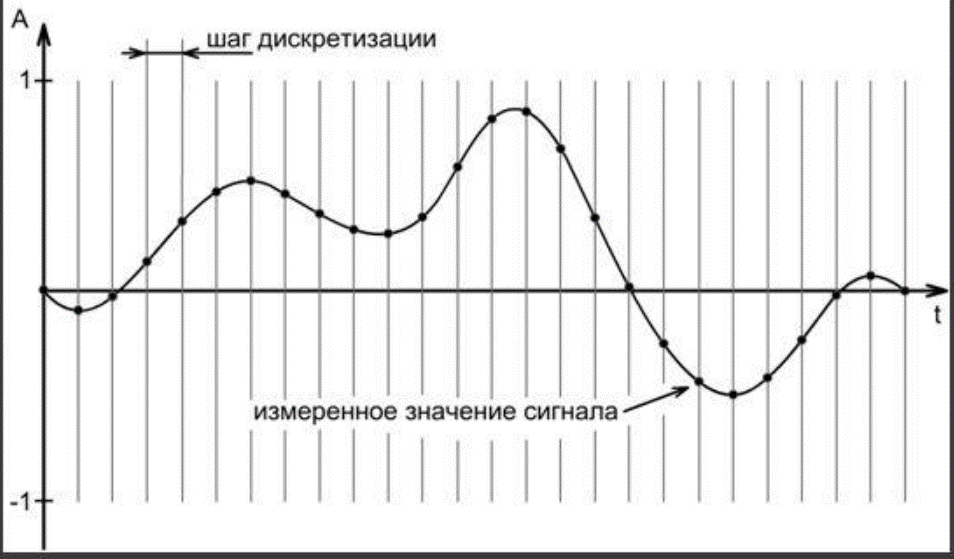 A
шаг дискретизации
1
t
измеренное значение сигнала
-1